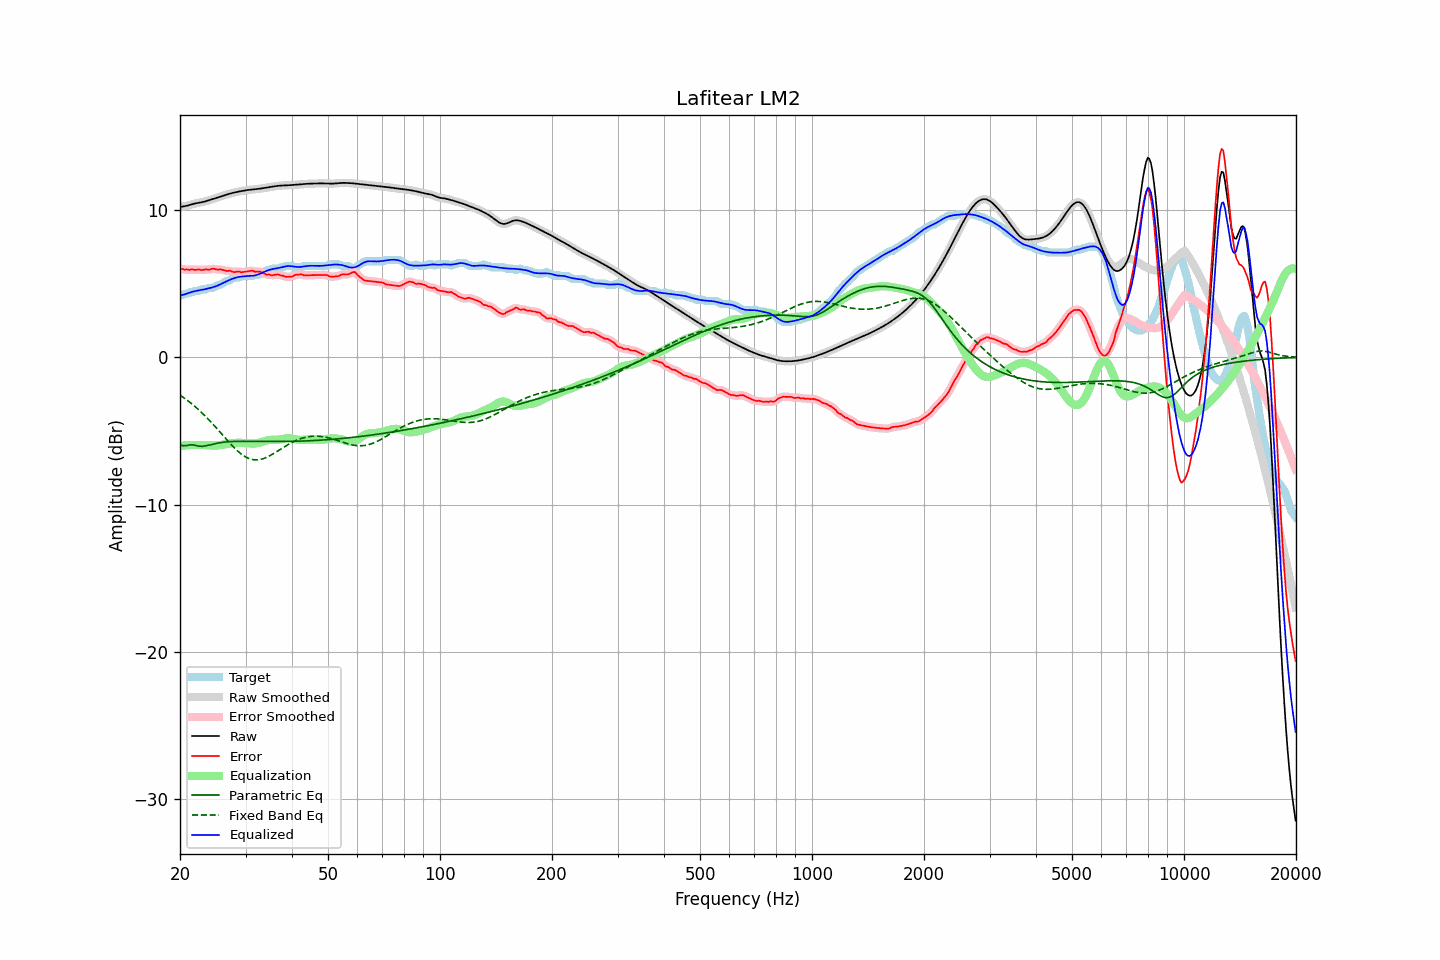 Lafitear LM2
Amplitude (dBr)
10
0
−10
−20
−30
Target
Raw Smoothed
Error Smoothed
Raw
Error
Equalization
Parametric Eq
Fixed Band Eq
Equalized
20 50 100 200 500 1000 2000 5000 10000 20000
Frequency (Hz)